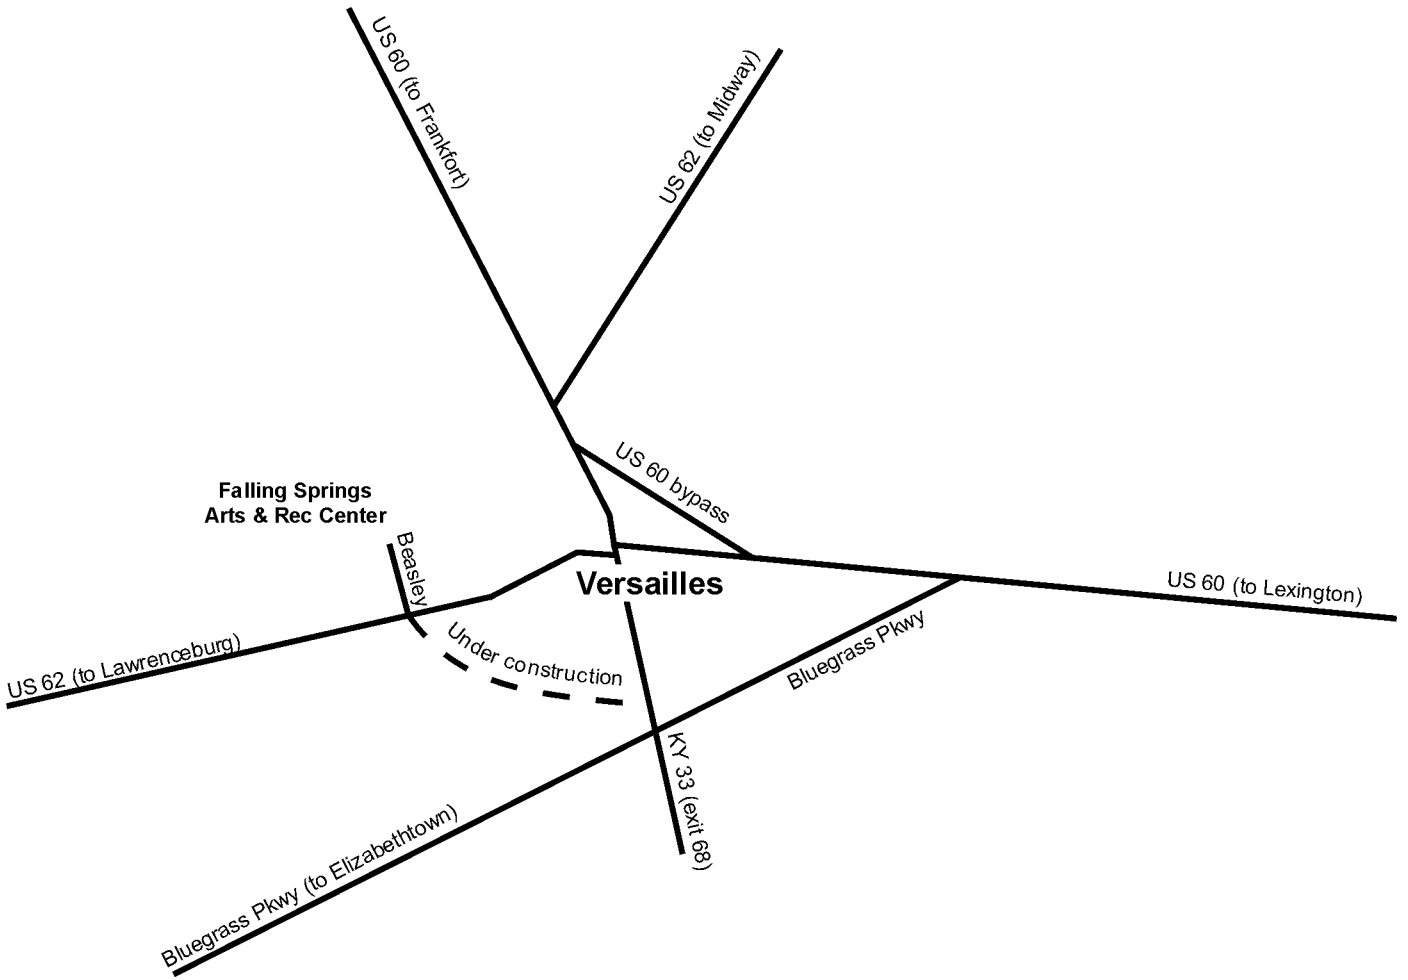 US 60 (to Frankfort)
US 62 (to Midway)
US 60 bypass
Falling Springs
Arts & Rec Center
Beasley
Versailles
US 60 (to Lexington)
Under construction
US 62 (to Lawrenceburg)
Bluegrass Pkwy
KY 33 (exit 68)
Bluegrass Pkwy (to Elizabethtown)